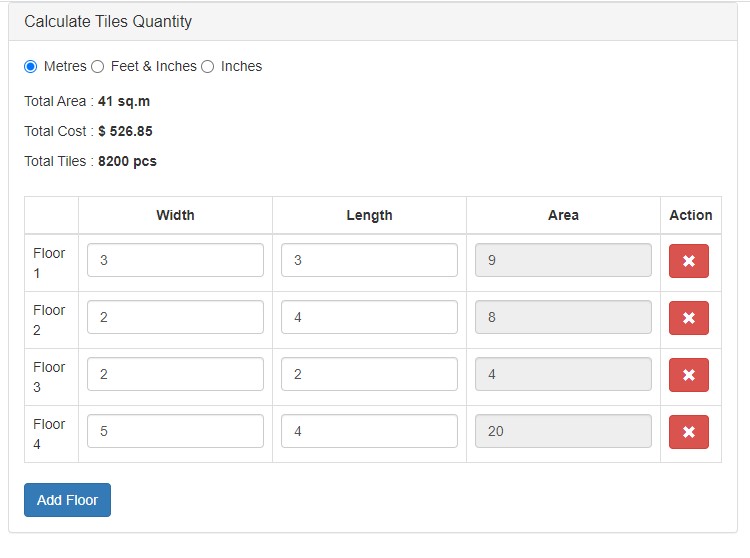 Calculate Tiles Quantity
Metres Feet & Inches Inches
Total Area : 41 sq.m
Total Cost : $ 526.85
Total Tiles : 8200 pcs
Width Length Area Action
Floor 1 3 3 9
Floor 2 2 4 8
Floor 3 2 2 4
Floor 4 5 4 20
Add Floor